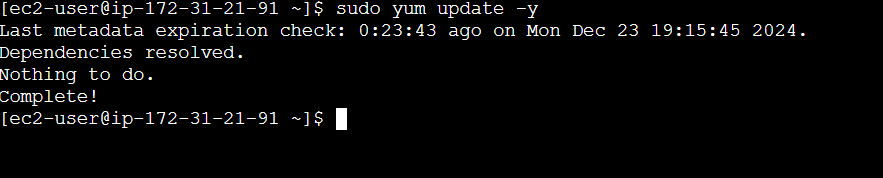 [ec2-user@ip-172-31-21-91 ~]$ sudo yum update -y
Last metadata expiration check: 0:23:43 ago on Mon Dec 23 19:15:45 2024.
Dependencies resolved.
Nothing to do.
Complete!
[ec2-user@ip-172-31-21-91 ~]$